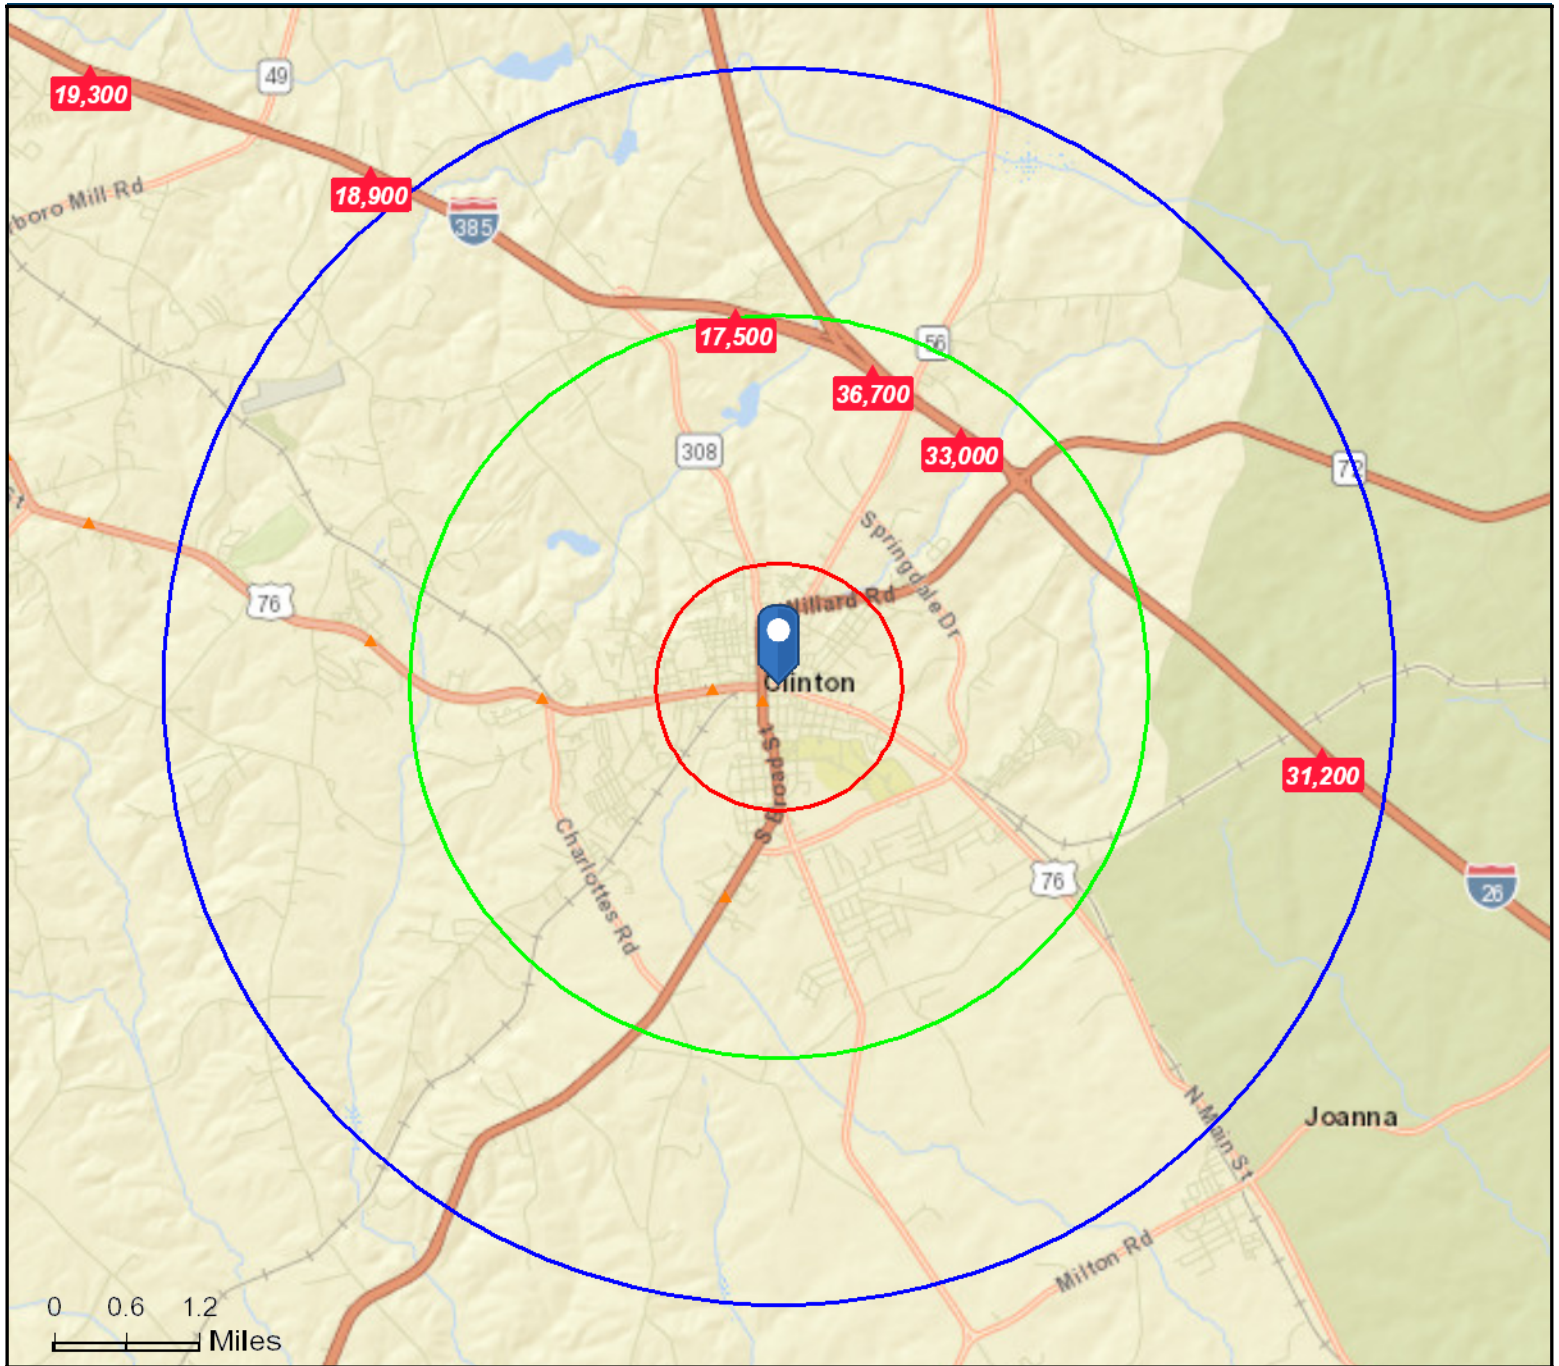 49
19,300
18,900
boro Mill Rd
385
17,500
56
36,700
308
33,000
72
St
Springdale Dr
76
Willard Rd
Clinton
S Broad St
31,200
Charlottes Rd
76
26
N Main St
Joanna
Milton Rd
0 0.6 1.2
Miles